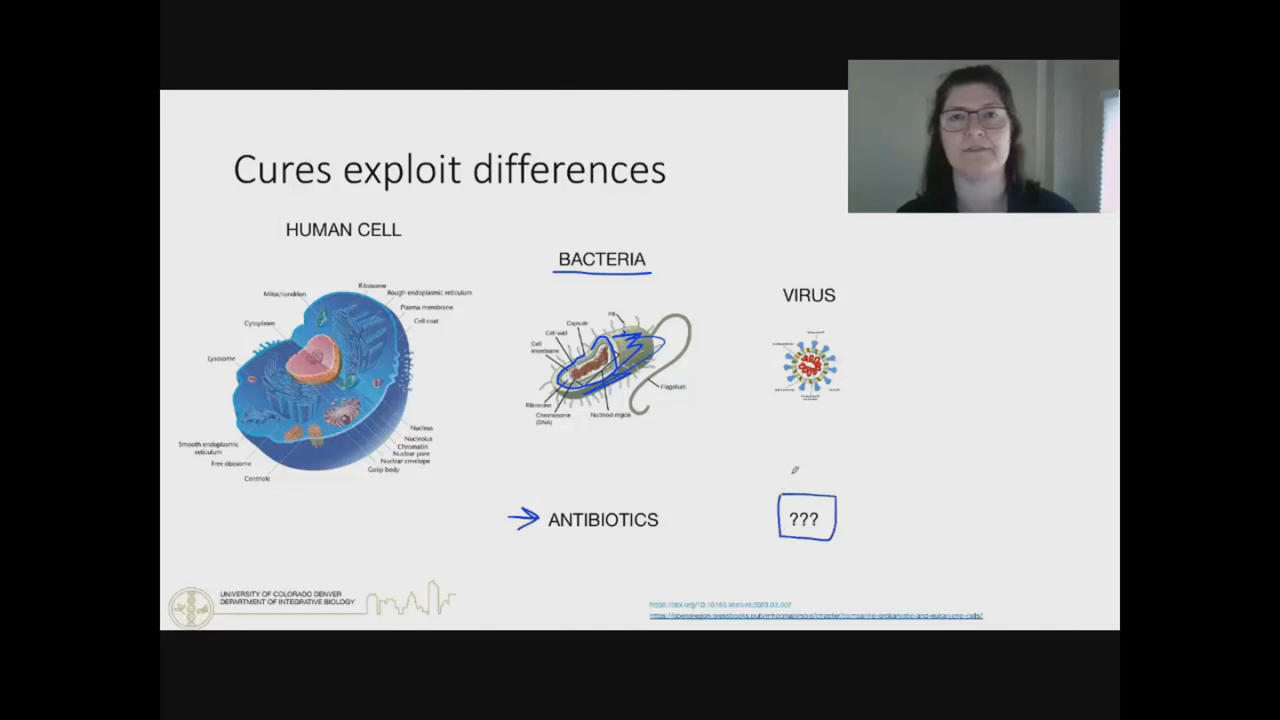 Cures exploit differences
HUMAN CELL
BACTERIA
VIRUS
Ribosome
Mitochondrion
Rough endoplasmic reticulum
Plasma membrane
Cell coat
Cytoplasm
Lysosome
Nucleus
Nucleolus
Chromatin
Nuclear pore
Nuclear envelope
Golgi body
Smooth endoplasmic
reticulum
Free ribosome
Centriole
Pili
Capsule
Cell wall
Cell
membrane
Flagellum
Ribosome
Chromosome
(DNA)
Nucleoid region
ANTIBIOTICS
???
UNIVERSITY OF COLORADO DENVER
DEPARTMENT OF INTEGRATIVE BIOLOGY